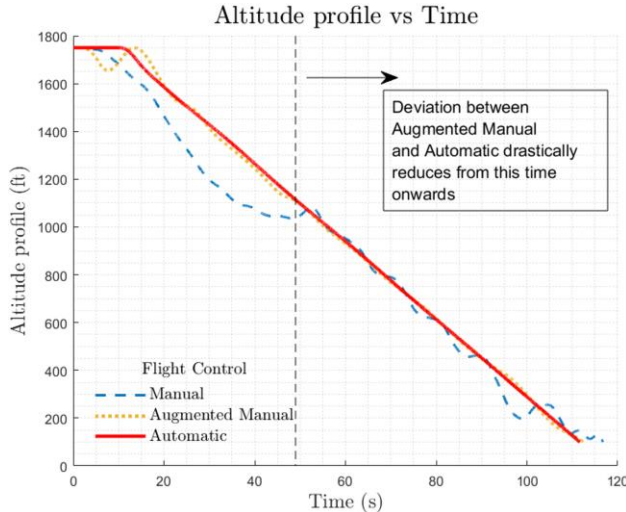 Altitude profile vs Time
Altitude profile (ft)
1800
1600
1400
1200
1000
800
600
400
200
0
Deviation between
Augmented Manual
and Automatic drastically
reduces from this time
onwards
Flight Control
Manual
Augmented Manual
Automatic
0 20 40 60 80 100 120
Time (s)